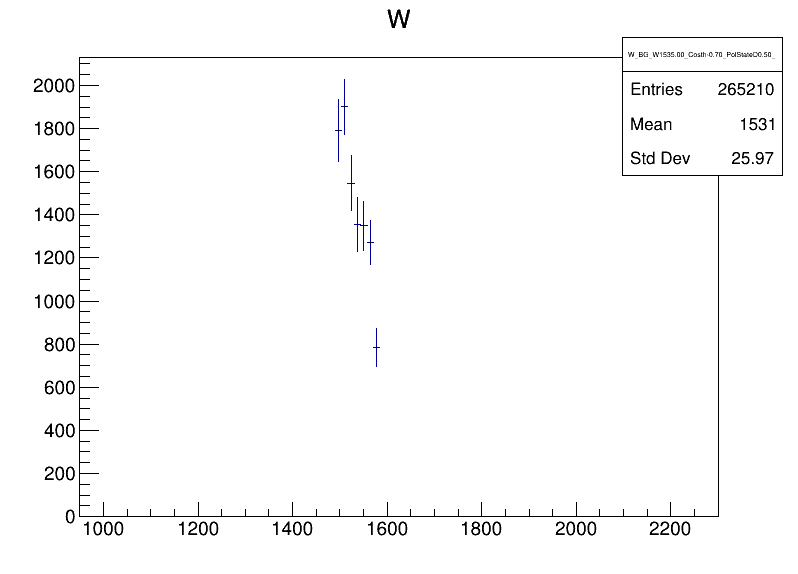 W
W_BG_W1535.00_Costh-0.70_PolStateD0.50_
Entries 265210
Mean 1531
Std Dev 25.97
2000
1800
1600
1400
1200
1000
800
600
400
200
0
1000 1200 1400 1600 1800 2000 2200